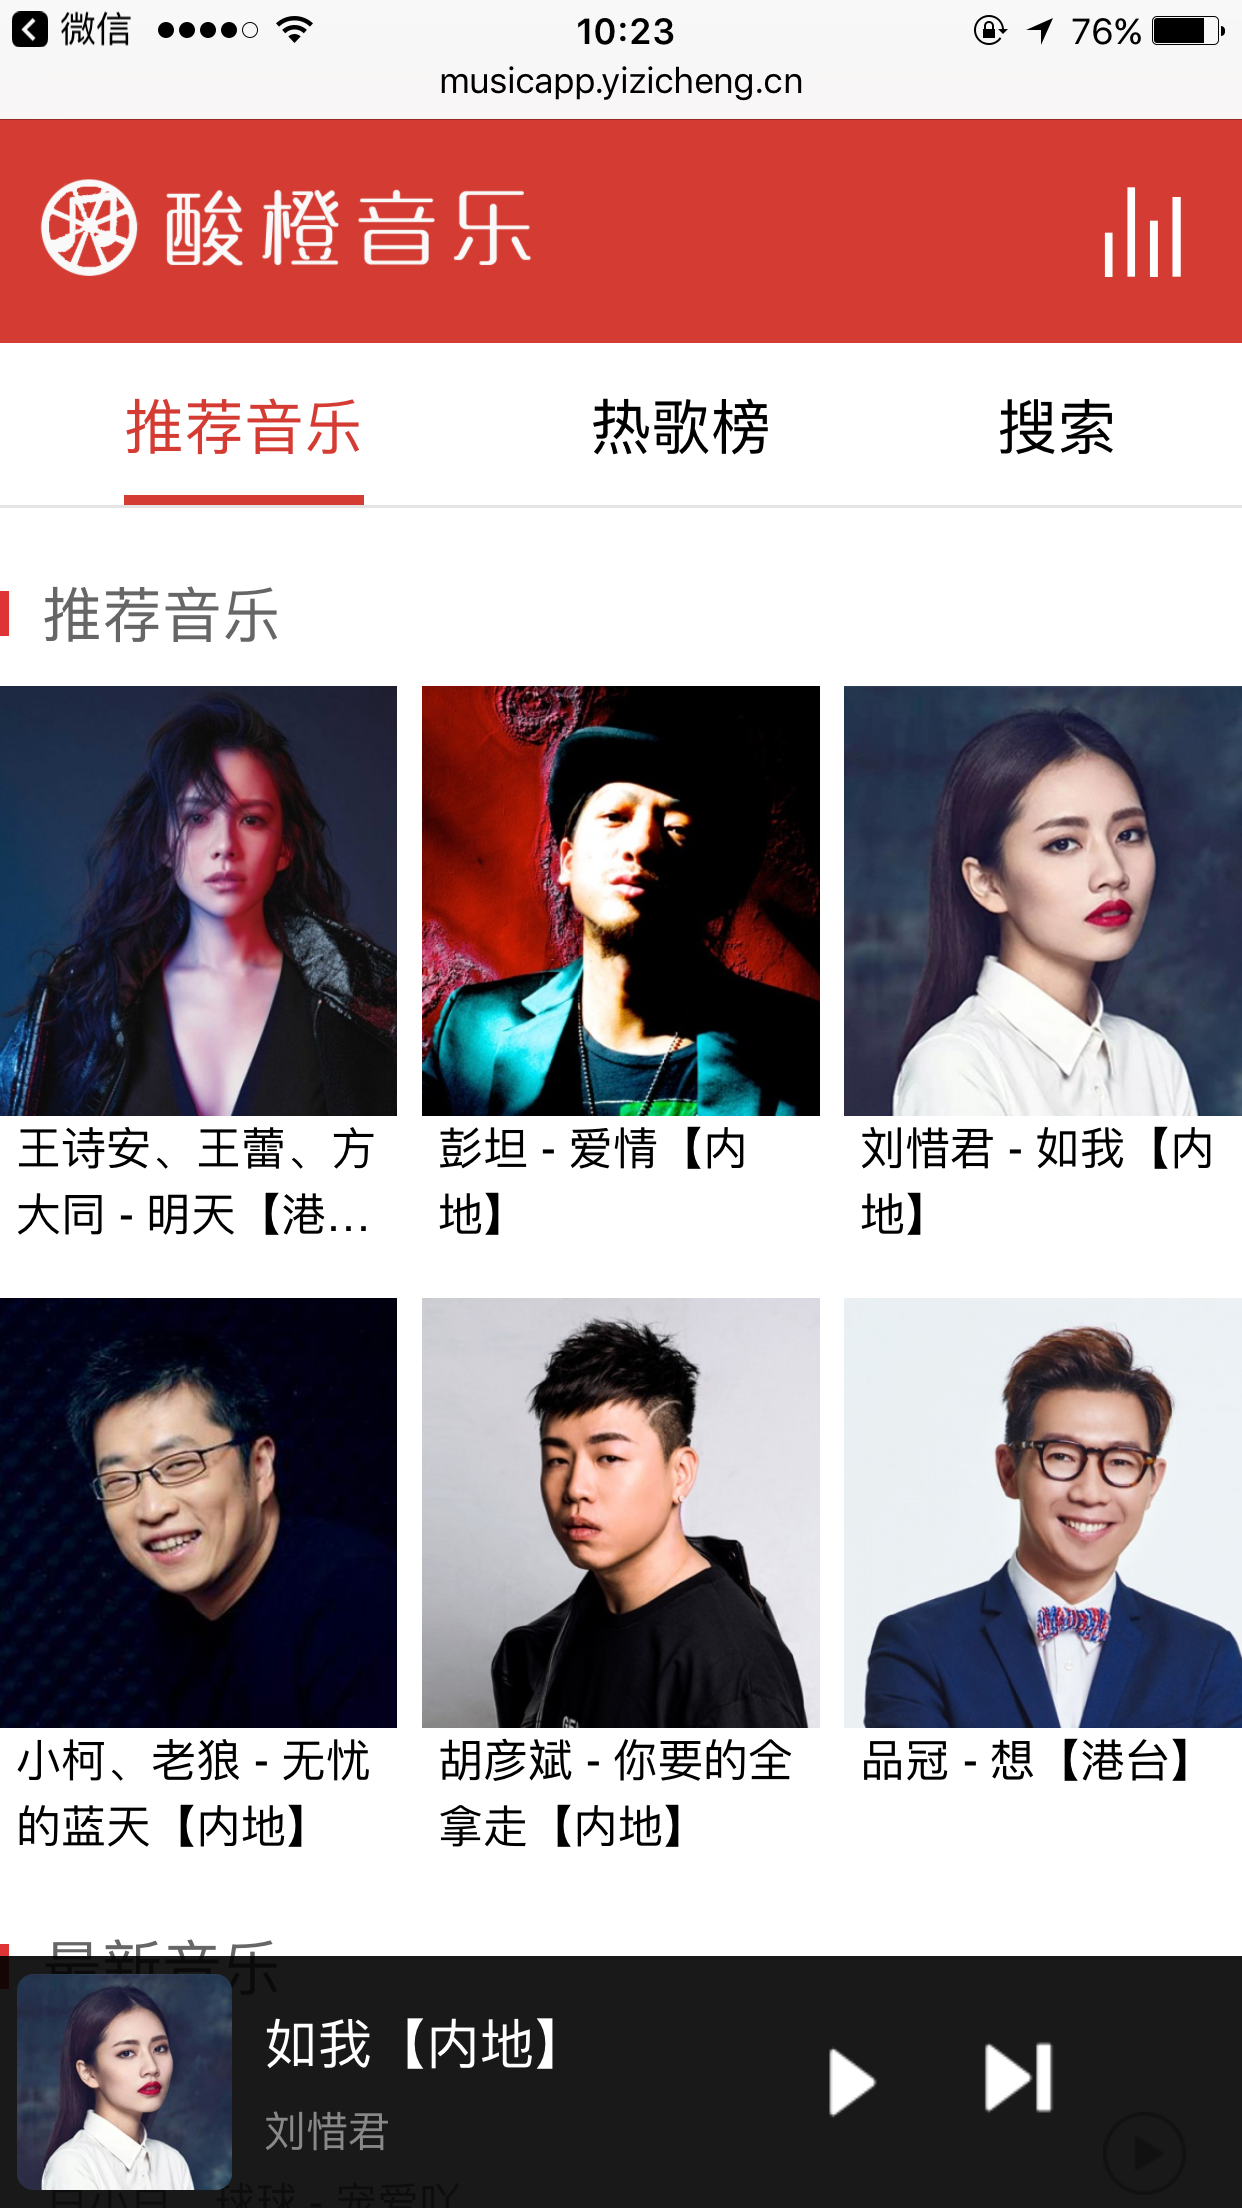 微信
10:23
76%
musicapp.yizicheng.cn
酸橙音乐
推荐音乐
热歌榜
搜索
推荐音乐
王诗安、王蕾、方
大同 - 明天【港...
彭坦 - 爱情【内
地】
刘惜君 - 如我【内
地】
小柯、老狼 - 无忧
的蓝天【内地】
胡彦斌 - 你要的全
拿走【内地】
品冠 - 想【港台】
最新音乐
如我【内地】
刘惜君